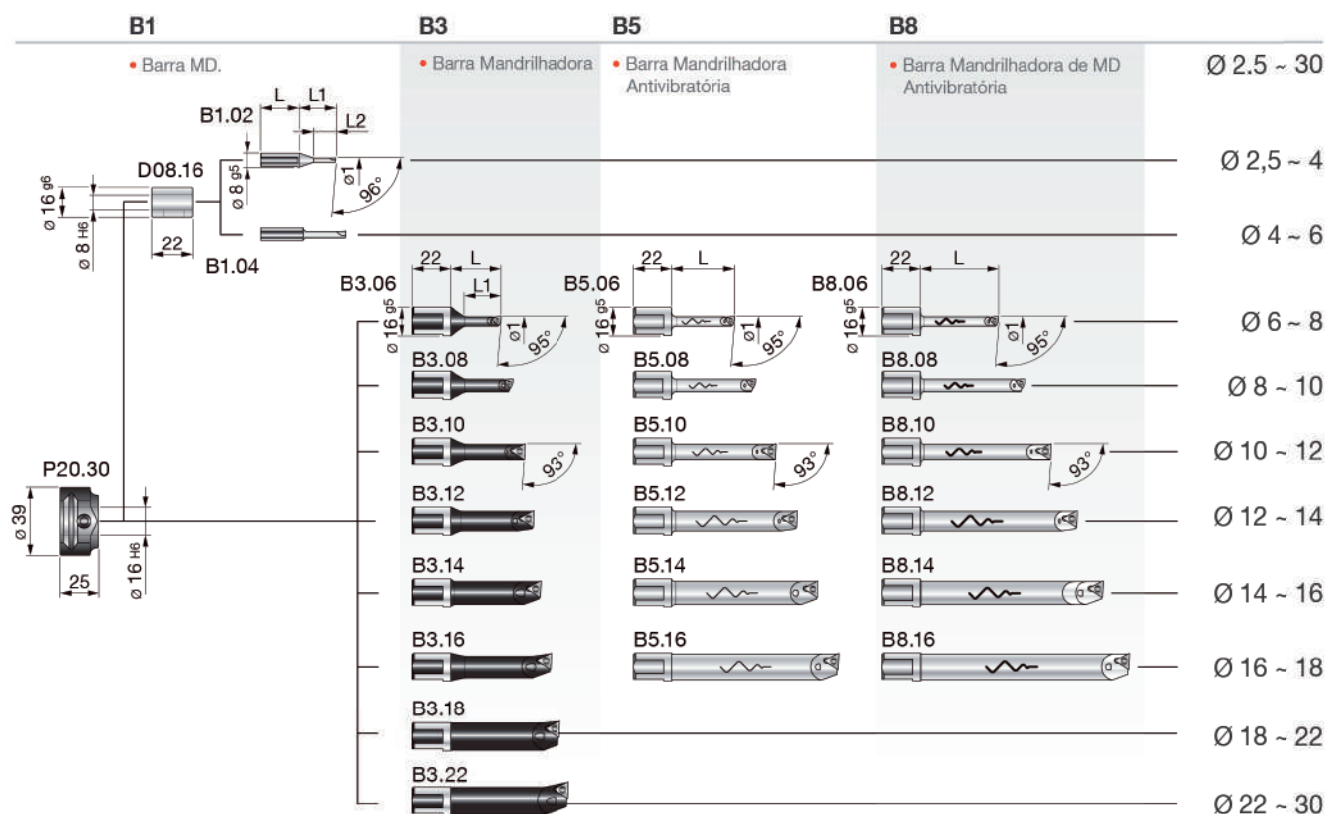 B1 B3 B5 B8
• Barra MD. • Barra Mandrilhadora • Barra Mandrilhadora • Barra Mandrilhadora de MD Ø 2.5 ~ 30
Antivibratória Antivibratória
L L1
B1.02 L2
D08.16 Ø 8 g5 ø1 96° Ø 2,5 ~ 4
Ø 16 g6
Ø 8 H6
22 Ø 4 ~ 6
B1.04
22 L 22 L 22 L
B3.06 L1 B5.06 B8.06
Ø 16 g5 ø1 95° Ø 16 g5 ø1 95° Ø 16 g5 ø1 95° Ø 6 ~ 8
B3.08 B5.08 B8.08
Ø 8 ~ 10
B3.10 B5.10 B8.10
93° 93° 93° Ø 10 ~ 12
P20.30
B3.12 B5.12 B8.12
Ø 39 Ø 12 ~ 14
Ø 16 H6
25
B3.14 B5.14 B8.14
Ø 14 ~ 16
B3.16 B5.16 B8.16
Ø 16 ~ 18
B3.18
Ø 18 ~ 22
B3.22
Ø 22 ~ 30